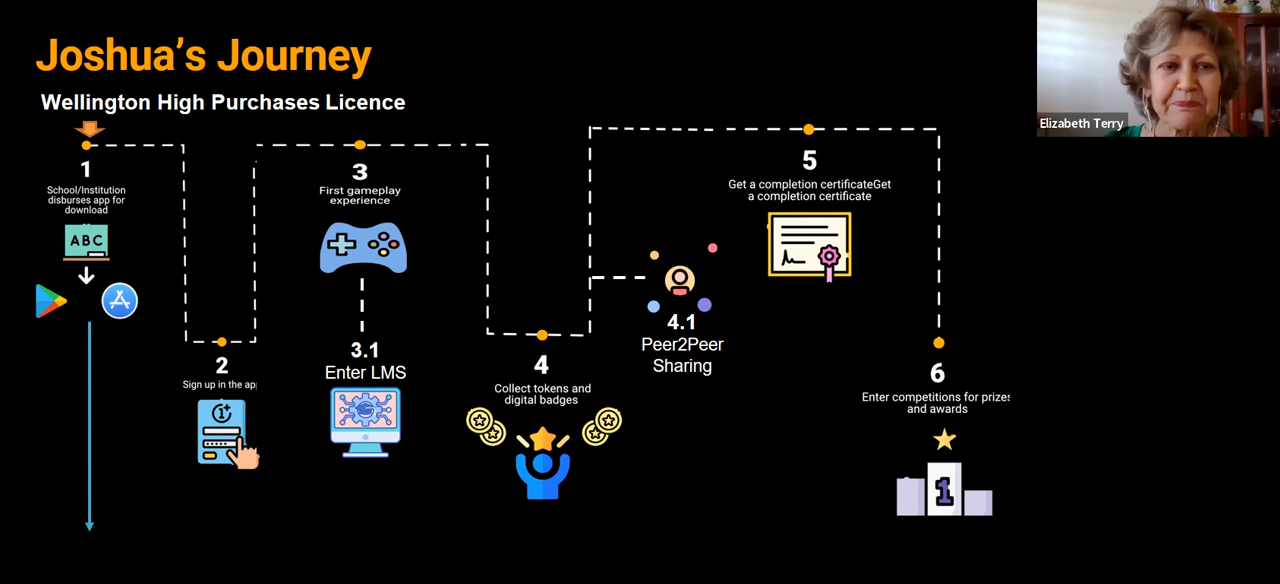 Joshua's Journey
Wellington High Purchases Licence
1
School/Institution
disburses app for
download
ABC
2
Sign up in the app
1+
3
First gameplay
experience
3.1
Enter LMS
4
Collect tokens and
digital badges
4.1
Peer2Peer
Sharing
5
Get a completion certificateGet
a completion certificate
6
Enter competitions for prizes
and awards
1
Elizabeth Terry